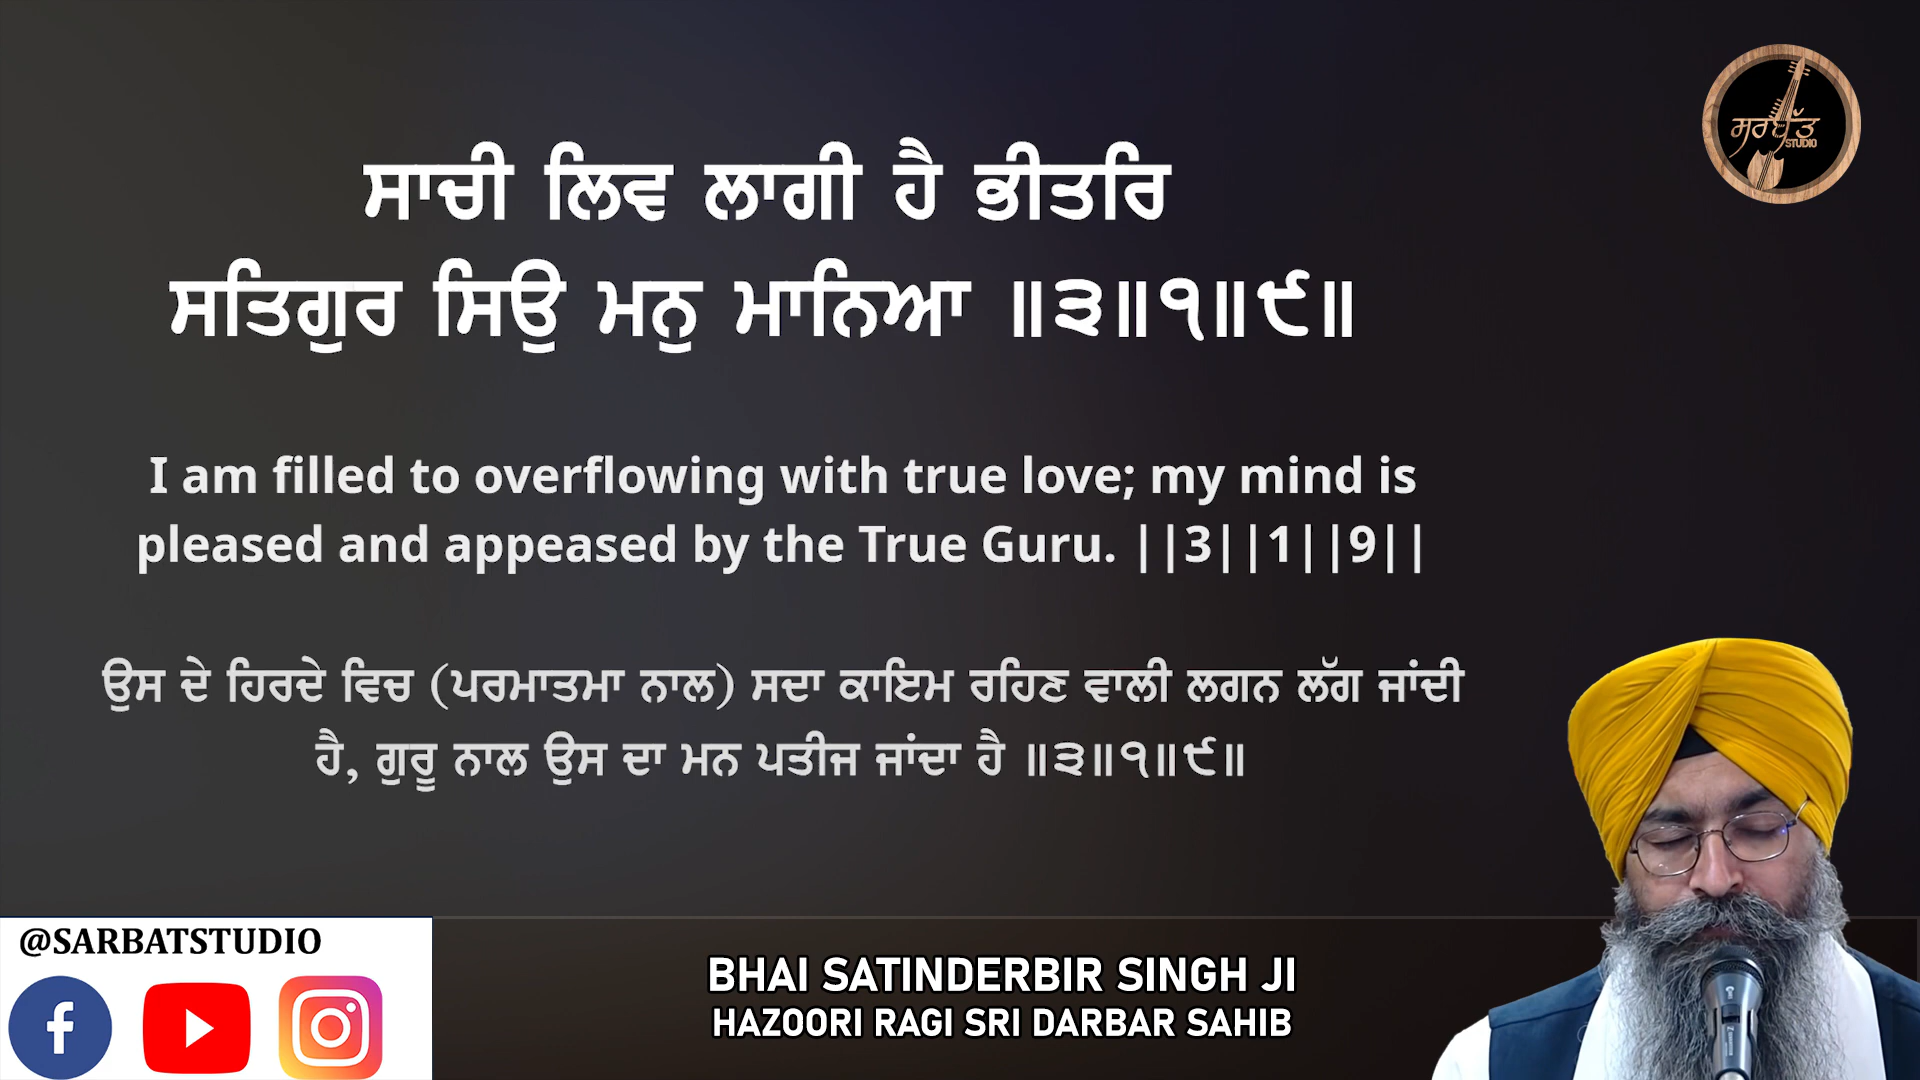 ਸਰਬੱਤ
STUDIO
ਸਾਚੀ ਲਿਵ ਲਾਗੀ ਹੈ ਭੀਤਰਿ
ਸਤਿਗੁਰ ਸਿਉ ਮਨੁ ਮਾਨਿਆ ॥੩॥੧॥੯॥
I am filled to overflowing with true love; my mind is
pleased and appeased by the True Guru. ||3||1||9||
ਉਸ ਦੇ ਹਿਰਦੇ ਵਿਚ (ਪਰਮਾਤਮਾ ਨਾਲ) ਸਦਾ ਕਾਇਮ ਰਹਿਣ ਵਾਲੀ ਲਗਨ ਲੱਗ ਜਾਂਦੀ
ਹੈ, ਗੁਰੂ ਨਾਲ ਉਸ ਦਾ ਮਨ ਪਤੀਜ ਜਾਂਦਾ ਹੈ ॥੩॥੧॥੯॥
@SARBATSTUDIO
BHAI SATINDERBIR SINGH JI
HAZOORI RAGI SRI DARBAR SAHIB